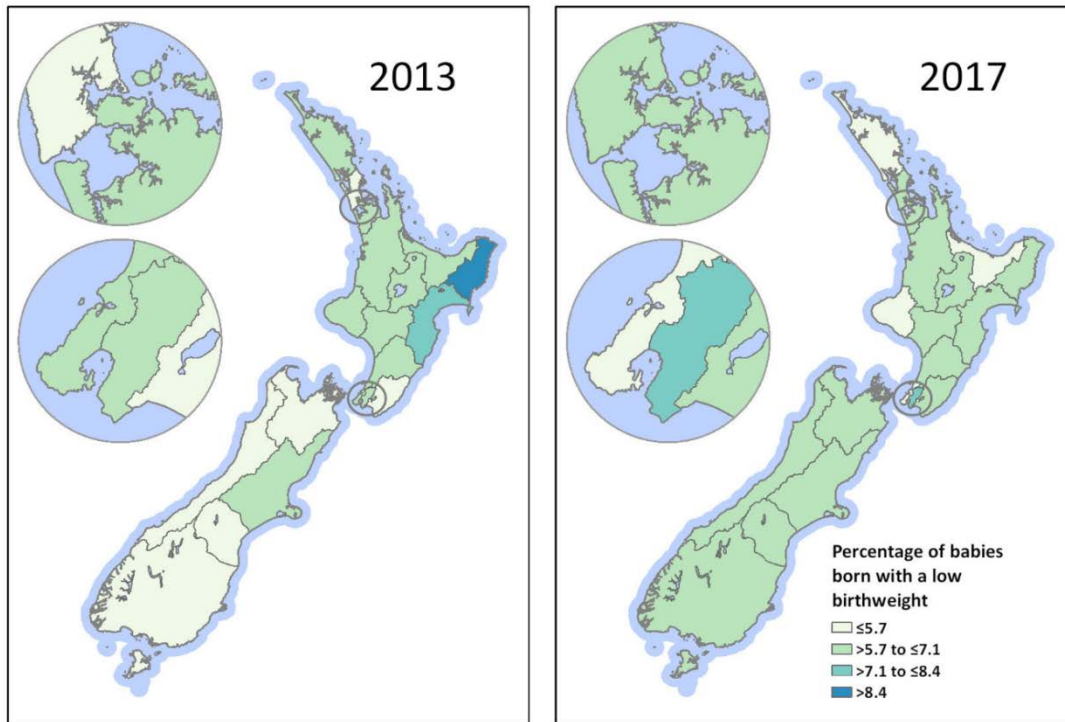 2013
2017
Percentage of babies
born with a low
birthweight
≤5.7
>5.7 to ≤7.1
>7.1 to ≤8.4
>8.4